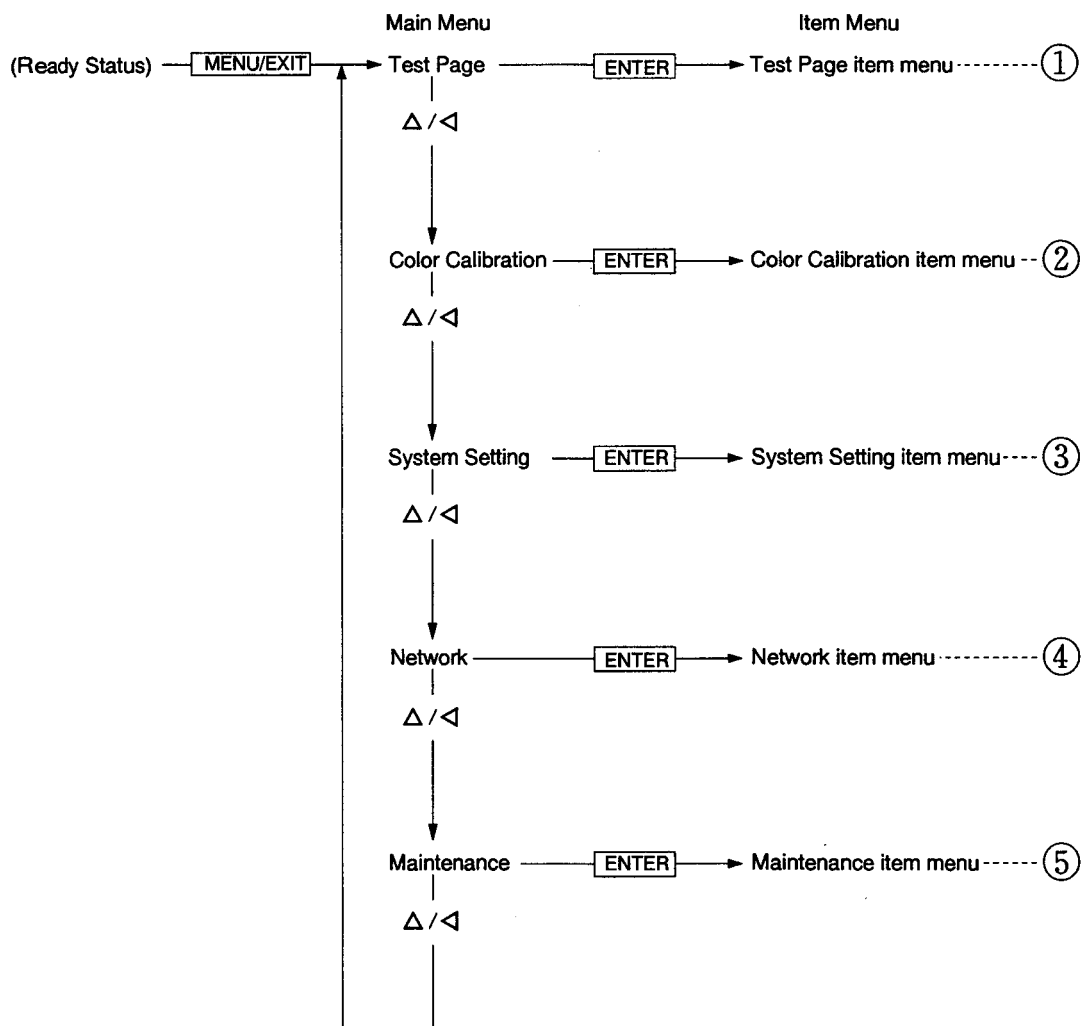 Main Menu Item Menu
(Ready Status) MENU/EXIT Test Page ENTER Test Page item menu ①
△/◁
Color Calibration ENTER Color Calibration item menu ②
△/◁
System Setting ENTER System Setting item menu ③
△/◁
Network ENTER Network item menu ④
△/◁
Maintenance ENTER Maintenance item menu ⑤
△/◁